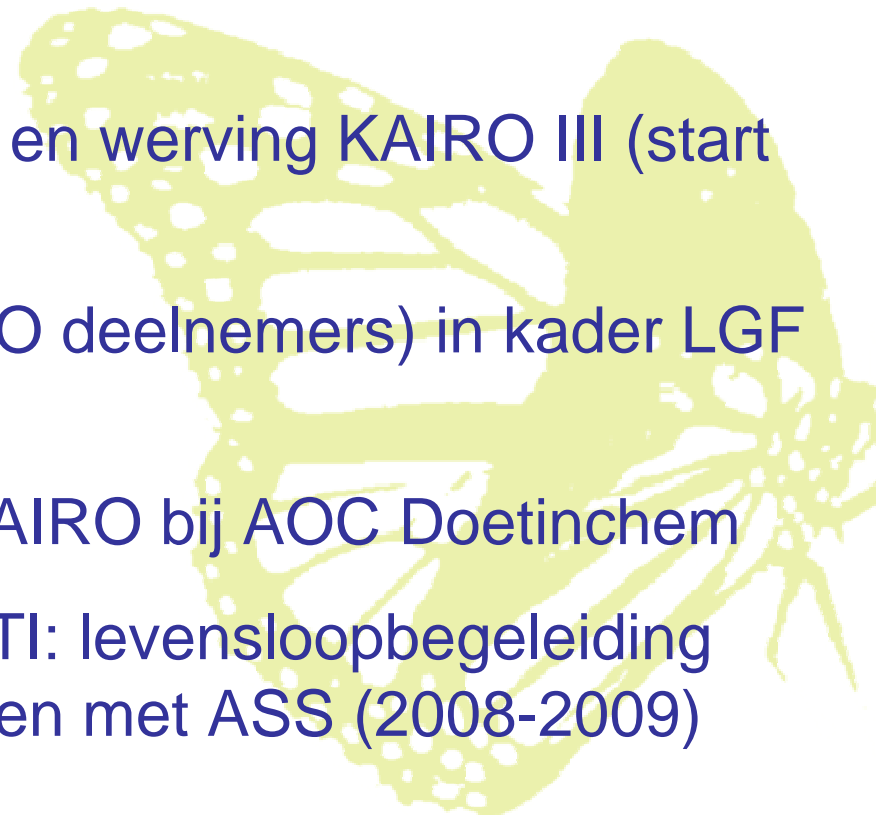 en werving KAIRO III (start
O deelnemers) in kader LGF
AIRO bij AOC Doetinchem
TI: levensloopbegeleiding
en met ASS (2008-2009)